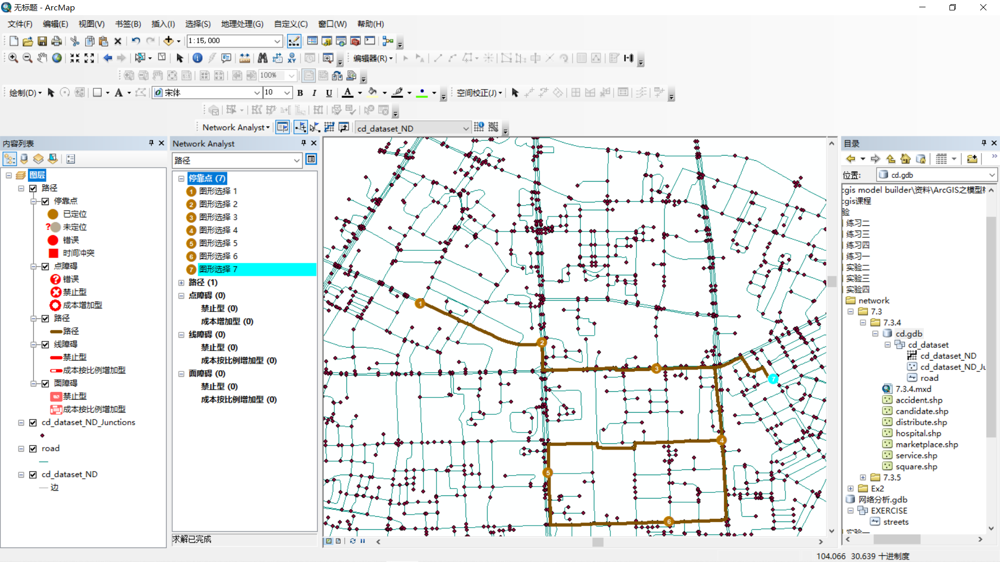 无标题 - ArcMap
文件(F) 编辑(E) 视图(V) 书签(B) 插入(I) 选择(S) 地理处理(G) 自定义(C) 窗口(W) 帮助(H)
1:15,000
编辑器(R)
100%
绘制(D) A 宋体 10 B I U A 空间校正(J)
Network Analyst cd_dataset_ND
内容列表
图层
路径
停靠点
已定位
未定位
错误
时间冲突
点障碍
错误
禁止型
成本增加型
路径
路径
线障碍
禁止型
成本按比例增加型
面障碍
禁止型
成本按比例增加型
cd_dataset_ND_Junctions
road
cd_dataset_ND
边
Network Analyst
路径
停靠点 (7)
1 图形选择 1
2 图形选择 2
3 图形选择 3
4 图形选择 4
5 图形选择 5
6 图形选择 6
7 图形选择 7
路径 (1)
点障碍 (0)
禁止型 (0)
成本增加型 (0)
线障碍 (0)
禁止型 (0)
成本按比例增加型 (0)
面障碍 (0)
禁止型 (0)
成本按比例增加型 (0)
求解已完成
1
2
3
7
4
5
6
目录
位置: cd.gdb
gis model builder\资料\ArcGIS之模型
gis课程
验
练习二
练习三
练习四
练习一
实验二
实验三
实验四
network
7.3
7.3.4
cd.gdb
cd_dataset
cd_dataset_ND
cd_dataset_ND_Ju
road
7.3.4.mxd
accident.shp
candidate.shp
distribute.shp
hospital.shp
marketplace.shp
service.shp
square.shp
7.3.5
Ex2
网络分析.gdb
EXERCISE
streets
实验一
104.066 30.639 十进制度